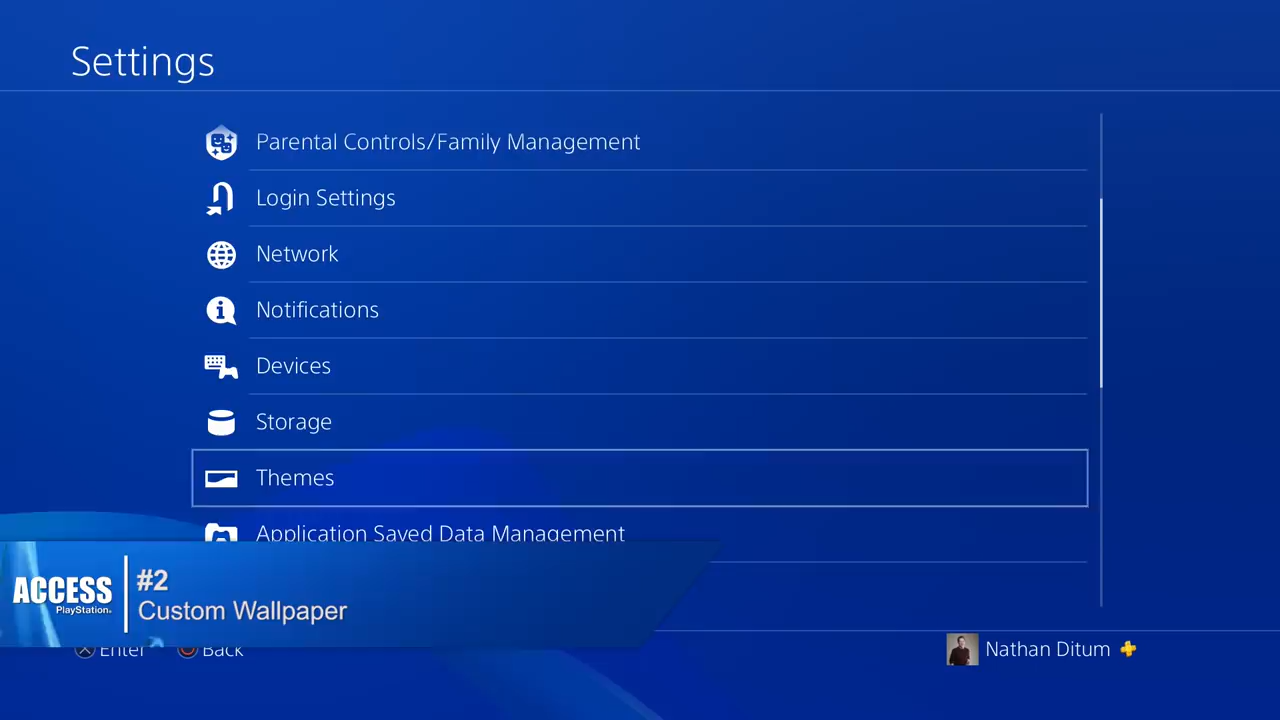 Settings
Parental Controls/Family Management
Login Settings
Network
Notifications
Devices
Storage
Themes
Application Saved Data Management
ACCESS
PlayStation®
#2
Custom Wallpaper
Enter
Back
Nathan Ditum